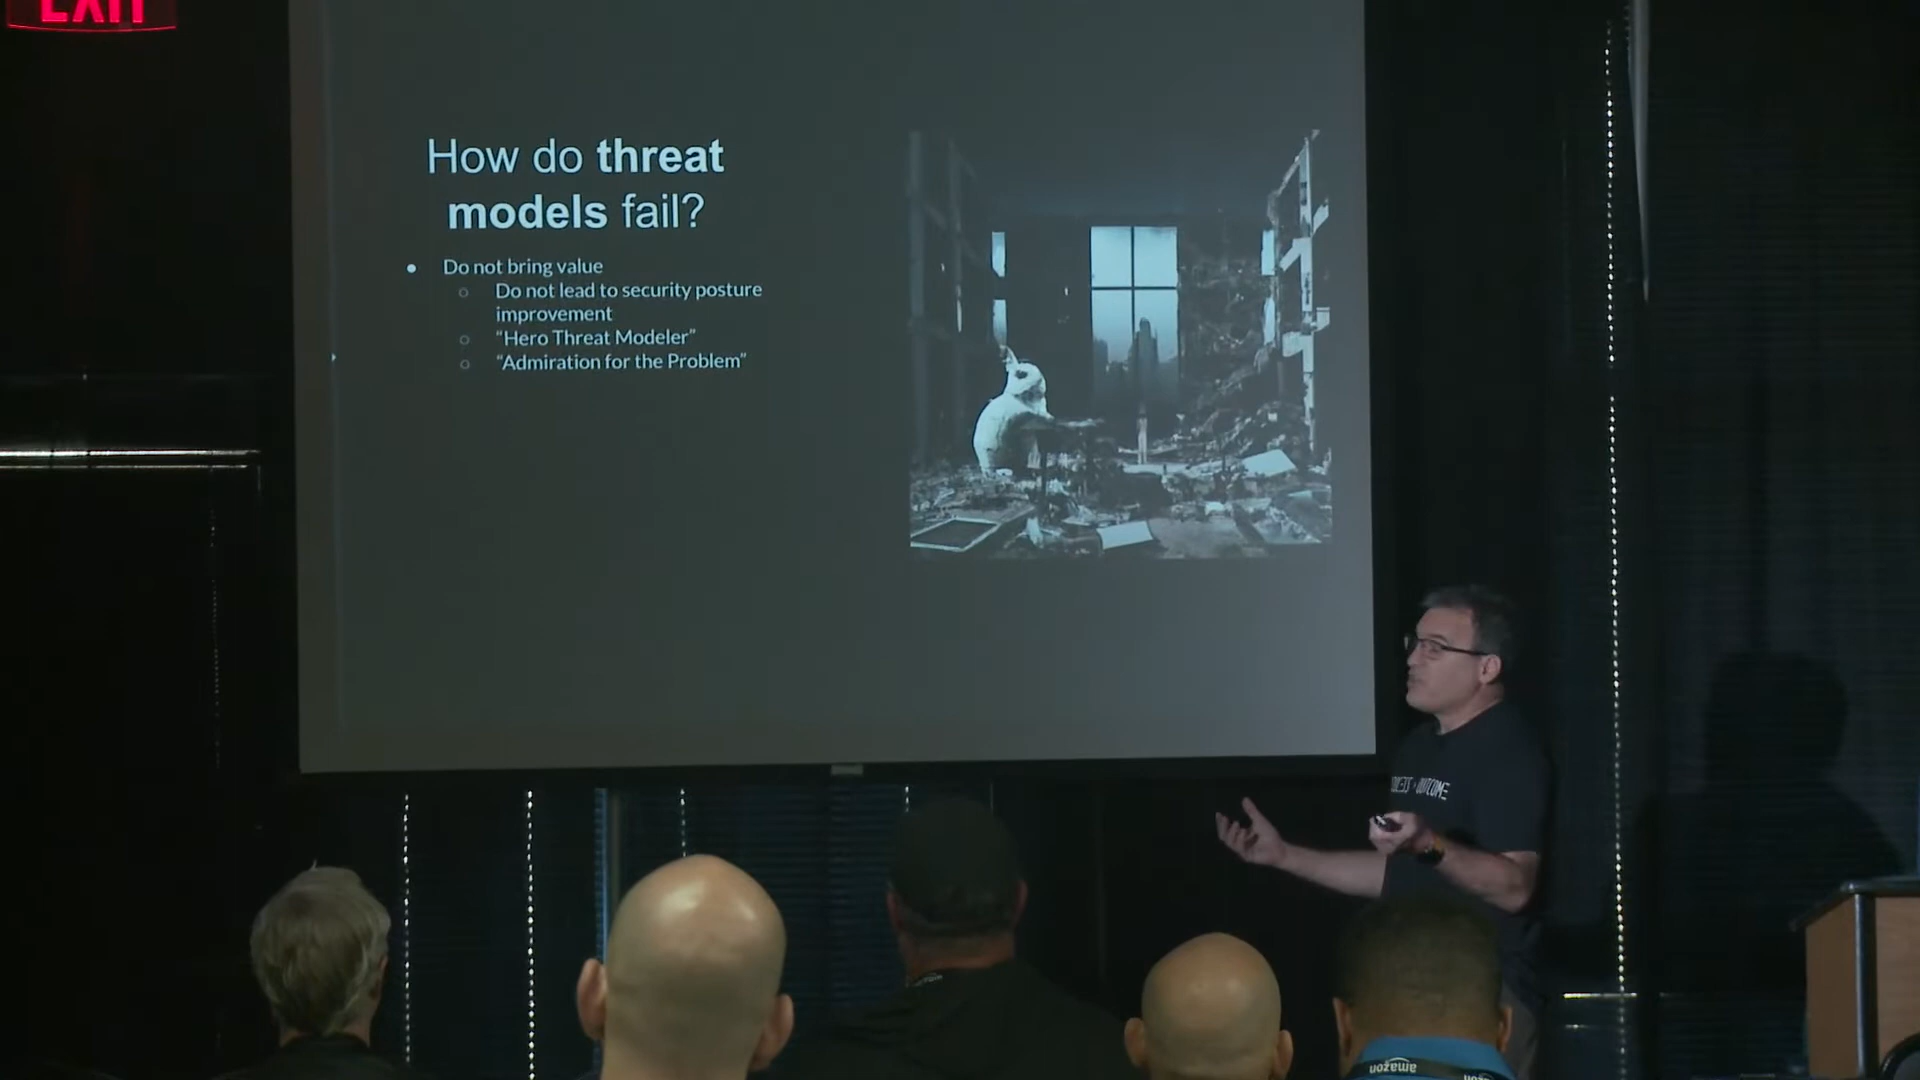 EXIT
How do threat
models fail?
Do not bring value
Do not lead to security posture
improvement
“Hero Threat Modeler”
“Admiration for the Problem”
OUTCOME
amazon